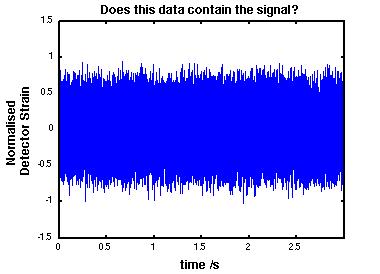 Does this data contain the signal?
1.5
1
0.5
0
-0.5
-1
-1.5
Normalised
Detector Strain
0 0.5 1 1.5 2 2.5
time /s